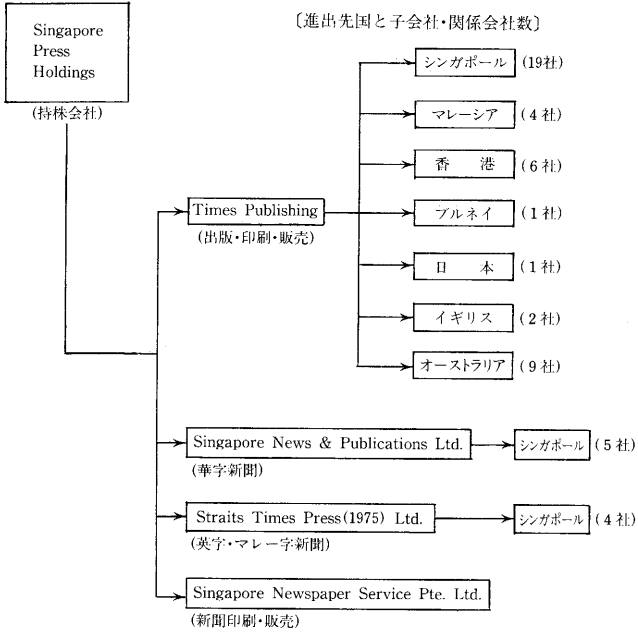 Singapore
Press
Holdings
(持株会社)
〔進出先国と子会社・関係会社数〕
シンガポール (19社)
マレーシア (4社)
香 港 (6社)
Times Publishing
(出版・印刷・販売)
ブルネイ (1社)
日 本 (1社)
イギリス (2社)
オーストラリア (9社)
Singapore News & Publications Ltd.
(華字新聞)
シンガポール (5社)
Straits Times Press(1975) Ltd.
(英字・マレー字新聞)
シンガポール (4社)
Singapore Newspaper Service Pte. Ltd.
(新聞印刷・販売)